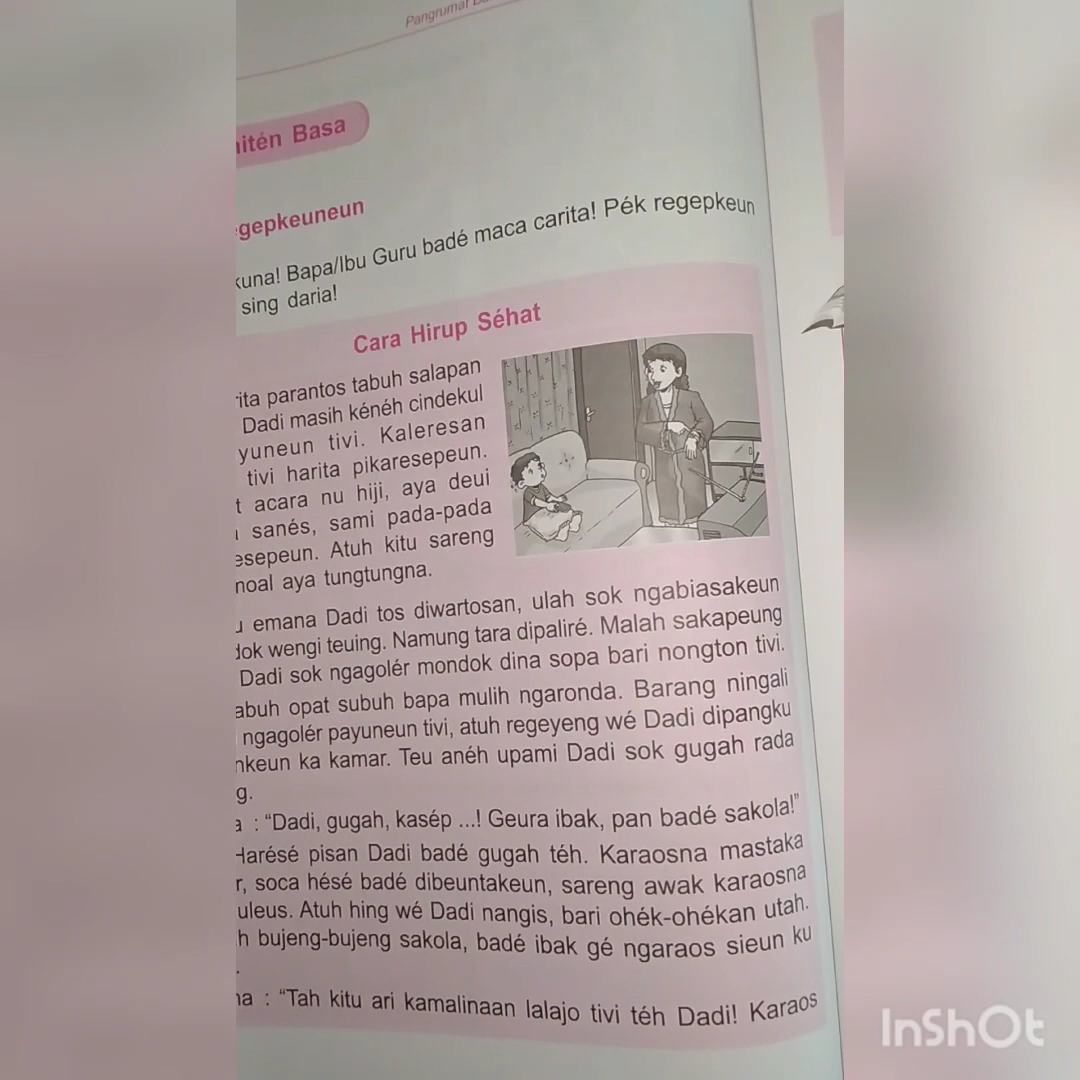 Pangrumat
itén Basa
gepkeuneun
kuna! Bapa/Ibu Guru badé maca carita! Pék regepkeun
sing daria!
Cara Hirup Séhat
rita parantos tabuh salapan
Dadi masih kénéh cindekul
yuneun tivi. Kaleresan
tivi harita pikaresepeun.
t acara nu hiji, aya deui
sanés, sami pada-pada
esepeun. Atuh kitu sareng
noal aya tungtungna.
u emana Dadi tos diwartosan, ulah sok ngabiasakeun
dok wengi teuing. Namung tara dipaliré. Malah sakapeung
Dadi sok ngagolér mondok dina sopa bari nongton tivi.
abuh opat subuh bapa mulih ngaronda. Barang ningali
ngagolér payuneun tivi, atuh regeyeng wé Dadi dipangku
nkeun ka kamar. Teu anéh upami Dadi sok gugah rada
g.
a : “Dadi, gugah, kasép ...! Geura ibak, pan badé sakola!”
Harésé pisan Dadi badé gugah téh. Karaosna mastaka
r, soca hésé badé dibeuntakeun, sareng awak karaosna
uleus. Atuh hing wé Dadi nangis, bari ohék-ohékan utah.
h bujeng-bujeng sakola, badé ibak gé ngaraos sieun ku
na : “Tah kitu ari kamalinaan lalajo tivi téh Dadi! Karaos
InShOt